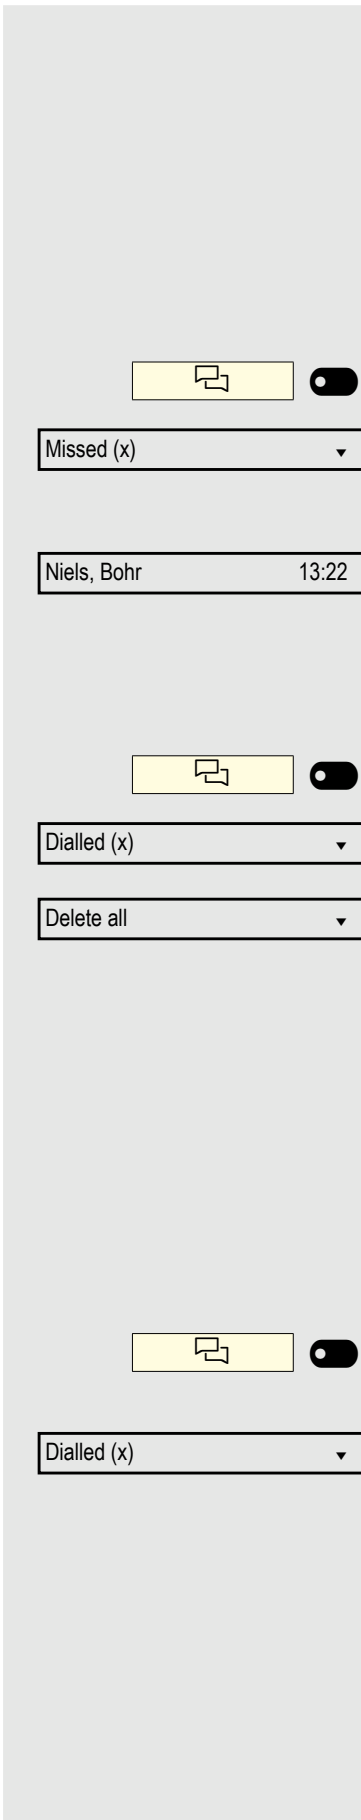 Missed (x)
Niels, Bohr 13:22
Dialled (x)
Delete all
Dialled (x)